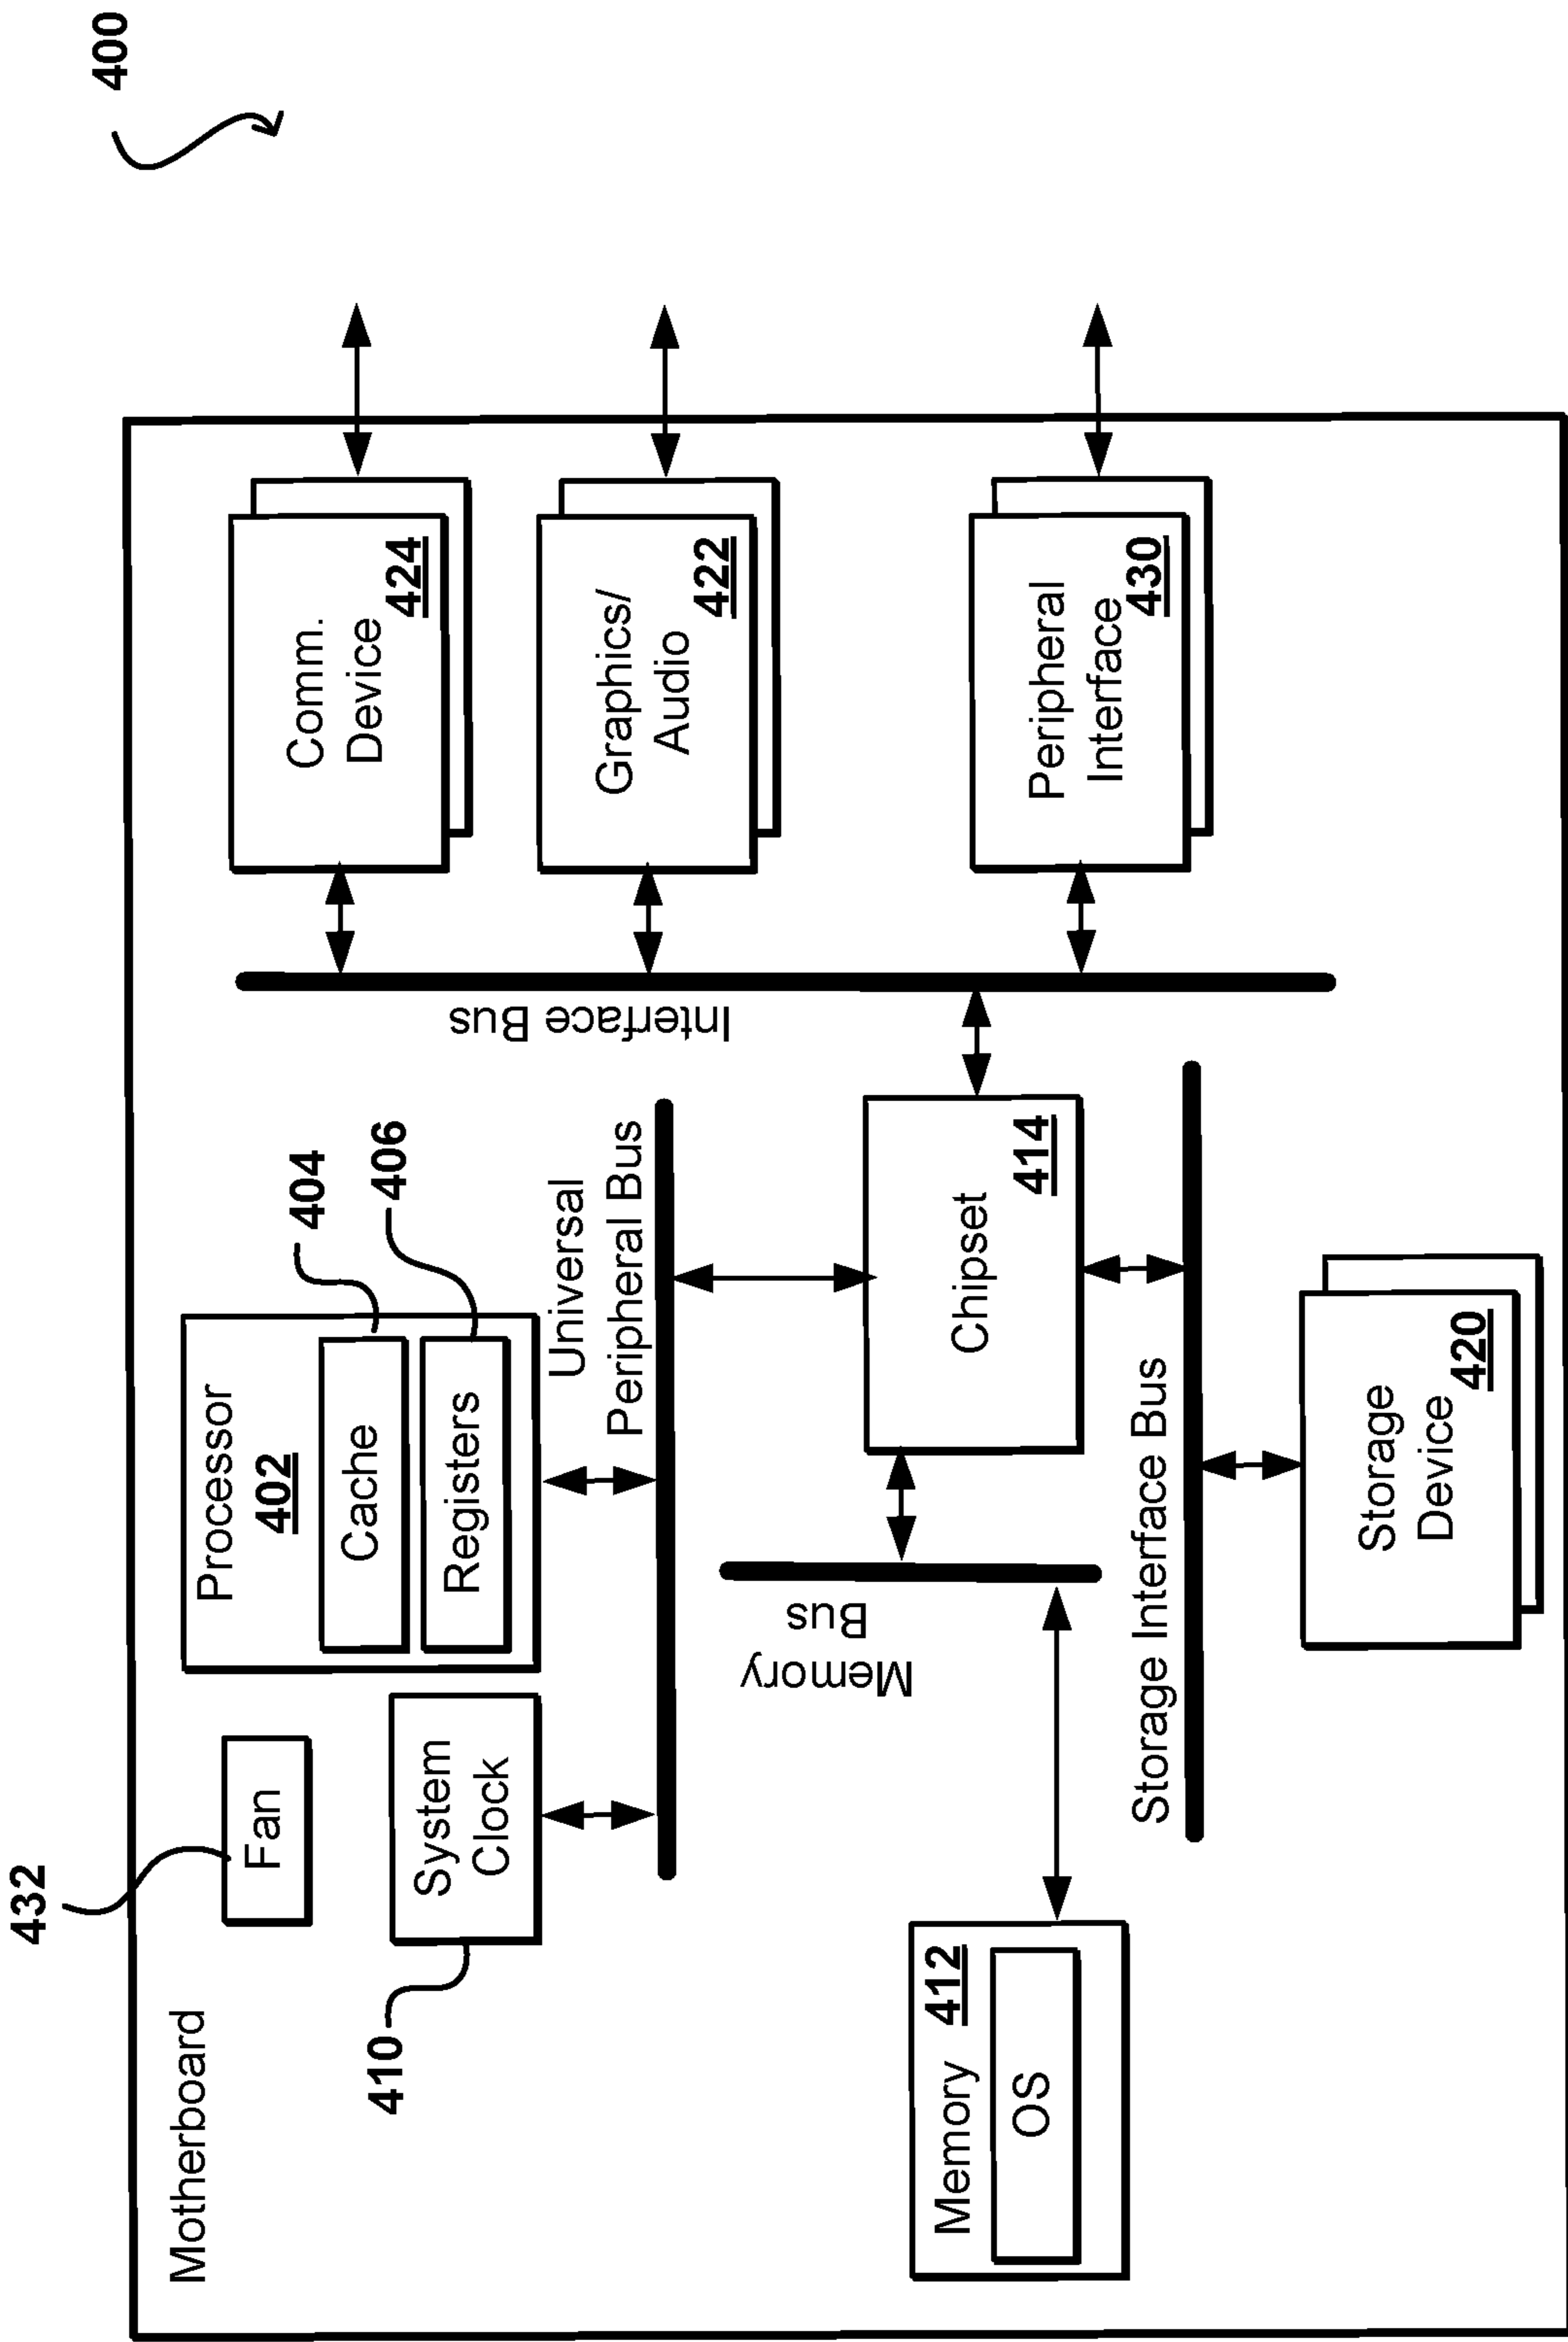 400
Motherboard
432
Fan
Processor
402
Cache
404
Registers
406
System
Clock
410
Universal
Peripheral Bus
Comm.
Device
424
Graphics/
Audio
422
Peripheral
Interface
430
Interface Bus
Chipset
414
Memory
Bus
Memory 412
OS
Storage Interface Bus
Storage
Device
420